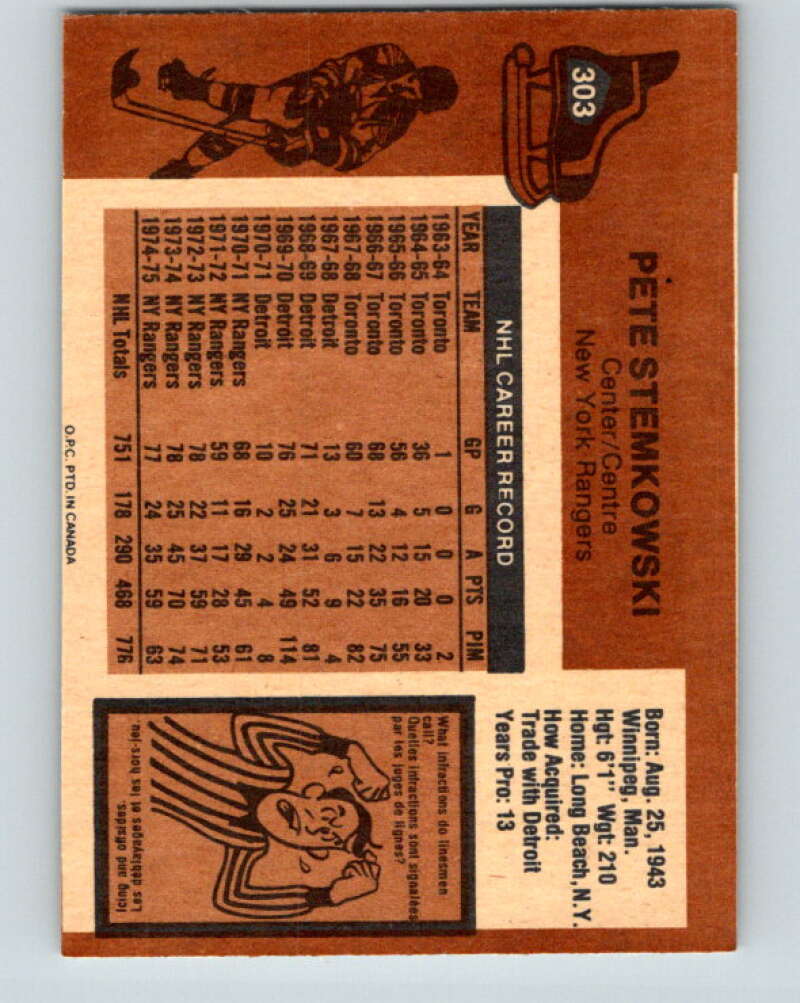 303
PETE STEMKOWSKI
Center/Centre
New York Rangers
Born: Aug. 25, 1943
Winnipeg, Man.
Hgt: 6'1" Wgt: 210
Home: Long Beach, N.Y.
How Acquired:
Trade with Detroit
Years Pro: 13
NHL CAREER RECORD
YEAR TEAM GP G A PTS PIM
1963-64 Toronto 1 0 0 0 2
1964-65 Toronto 36 5 15 20 33
1965-66 Toronto 56 4 12 16 55
1966-67 Toronto 68 13 22 35 75
1967-68 Toronto 60 7 15 22 82
1967-68 Detroit 13 3 6 9 4
1968-69 Detroit 71 21 31 52 81
1969-70 Detroit 76 25 24 49 114
1970-71 Detroit 10 2 2 4 8
1970-71 NY Rangers 68 16 29 45 61
1971-72 NY Rangers 59 11 17 28 53
1972-73 NY Rangers 78 22 37 59 71
1973-74 NY Rangers 78 25 45 70 74
1974-75 NY Rangers 77 24 35 59 63
NHL Totals 751 178 290 468 776
What infractions do linesmen
call?
Quelles infractions sont signalées
par les juges de lignes?
Icing and offsides.
Les dégagements et les hors-jeu.
O.P.C. PTD. IN CANADA